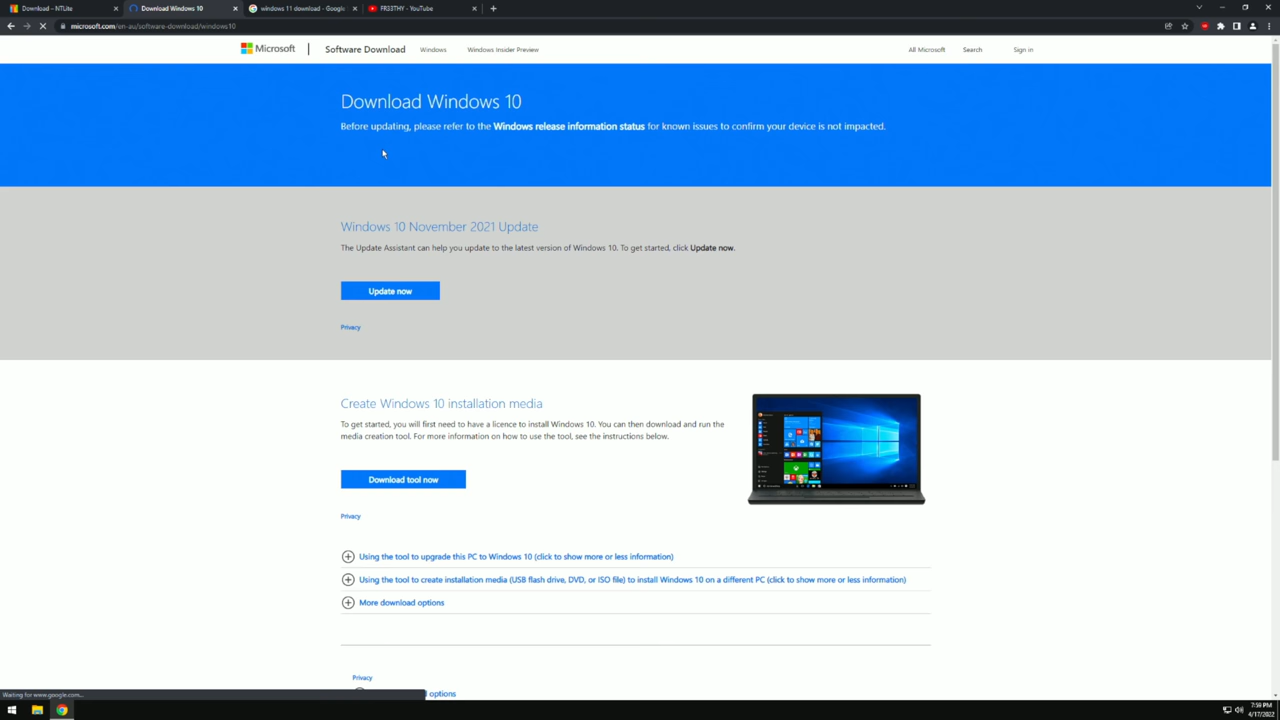 Download – NTLite
Download Windows 10
windows 11 download - Google
FR33THY - YouTube
microsoft.com/en-au/software-download/windows10
Microsoft
Software Download
Windows
Windows Insider Preview
All Microsoft
Search
Sign in
Download Windows 10
Before updating, please refer to the Windows release information status for known issues to confirm your device is not impacted.
Windows 10 November 2021 Update
The Update Assistant can help you update to the latest version of Windows 10. To get started, click Update now.
Update now
Privacy
Create Windows 10 installation media
To get started, you will first need to have a licence to install Windows 10. You can then download and run the
media creation tool. For more information on how to use the tool, see the instructions below.
Download tool now
Privacy
Using the tool to upgrade this PC to Windows 10 (click to show more or less information)
Using the tool to create installation media (USB flash drive, DVD, or ISO file) to install Windows 10 on a different PC (click to show more or less information)
More download options
Privacy
options
Waiting for www.google.com...
7:59 PM
4/17/2022